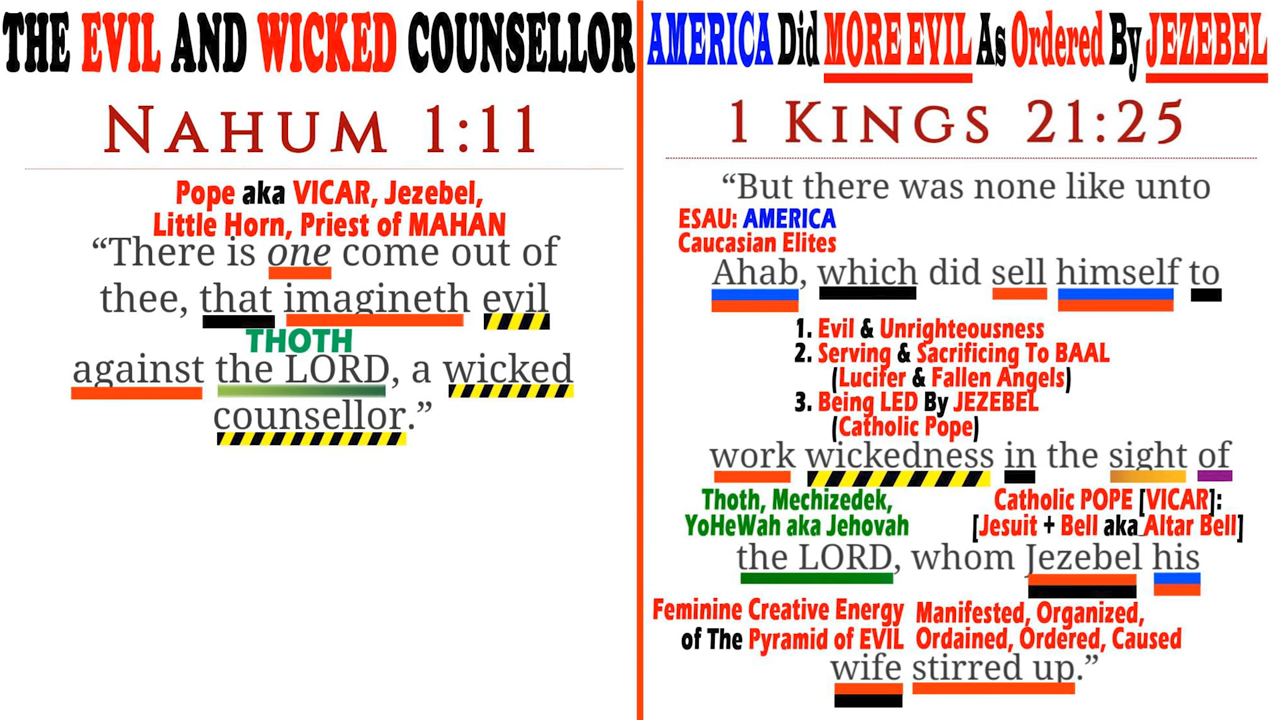 THE EVIL AND WICKED COUNSELLOR
NAHUM 1:11
Pope aka VICAR, Jezebel,
Little Horn, Priest of MAHAN
“There is one come out of
thee, that imagineth evil
THOTH
against the LORD, a wicked
counsellor.”
AMERICA Did MORE EVIL As Ordered By JEZEBEL
1 KINGS 21:25
“But there was none like unto
ESAU: AMERICA
Caucasian Elites
Ahab, which did sell himself to
1. Evil & Unrighteousness
2. Serving & Sacrificing To BAAL
(Lucifer & Fallen Angels)
3. Being LED By JEZEBEL
(Catholic Pope)
work wickedness in the sight of
Thoth, Mechizedek,
YoHeWah aka Jehovah
Catholic POPE [VICAR]:
[Jesuit + Bell aka Altar Bell]
the LORD, whom Jezebel his
Feminine Creative Energy
of The Pyramid of EVIL
Manifested, Organized,
Ordained, Ordered, Caused
wife stirred up.”